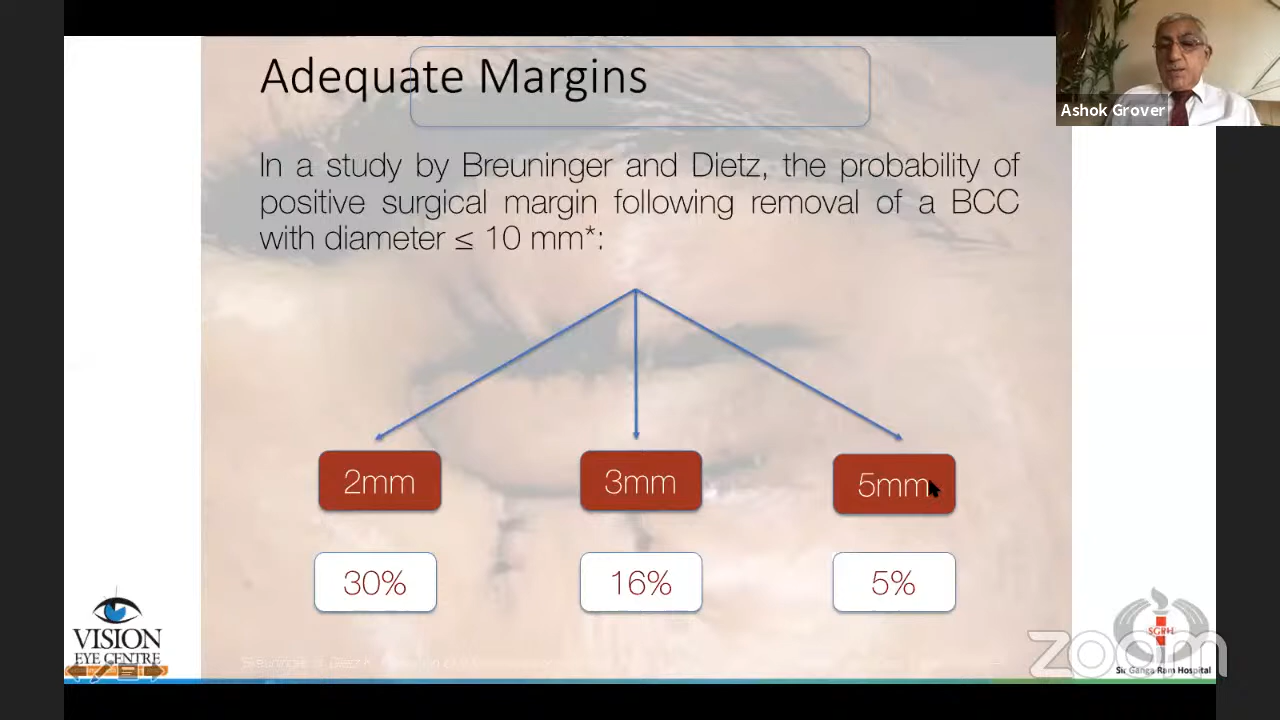 Adequate Margins
Ashok Grover
In a study by Breuninger and Dietz, the probability of
positive surgical margin following removal of a BCC
with diameter ≤ 10 mm*:
2mm
3mm
5mm
30%
16%
5%
VISION
EYE CENTRE
SGRH
zoom
Sir Ganga Ram Hospital